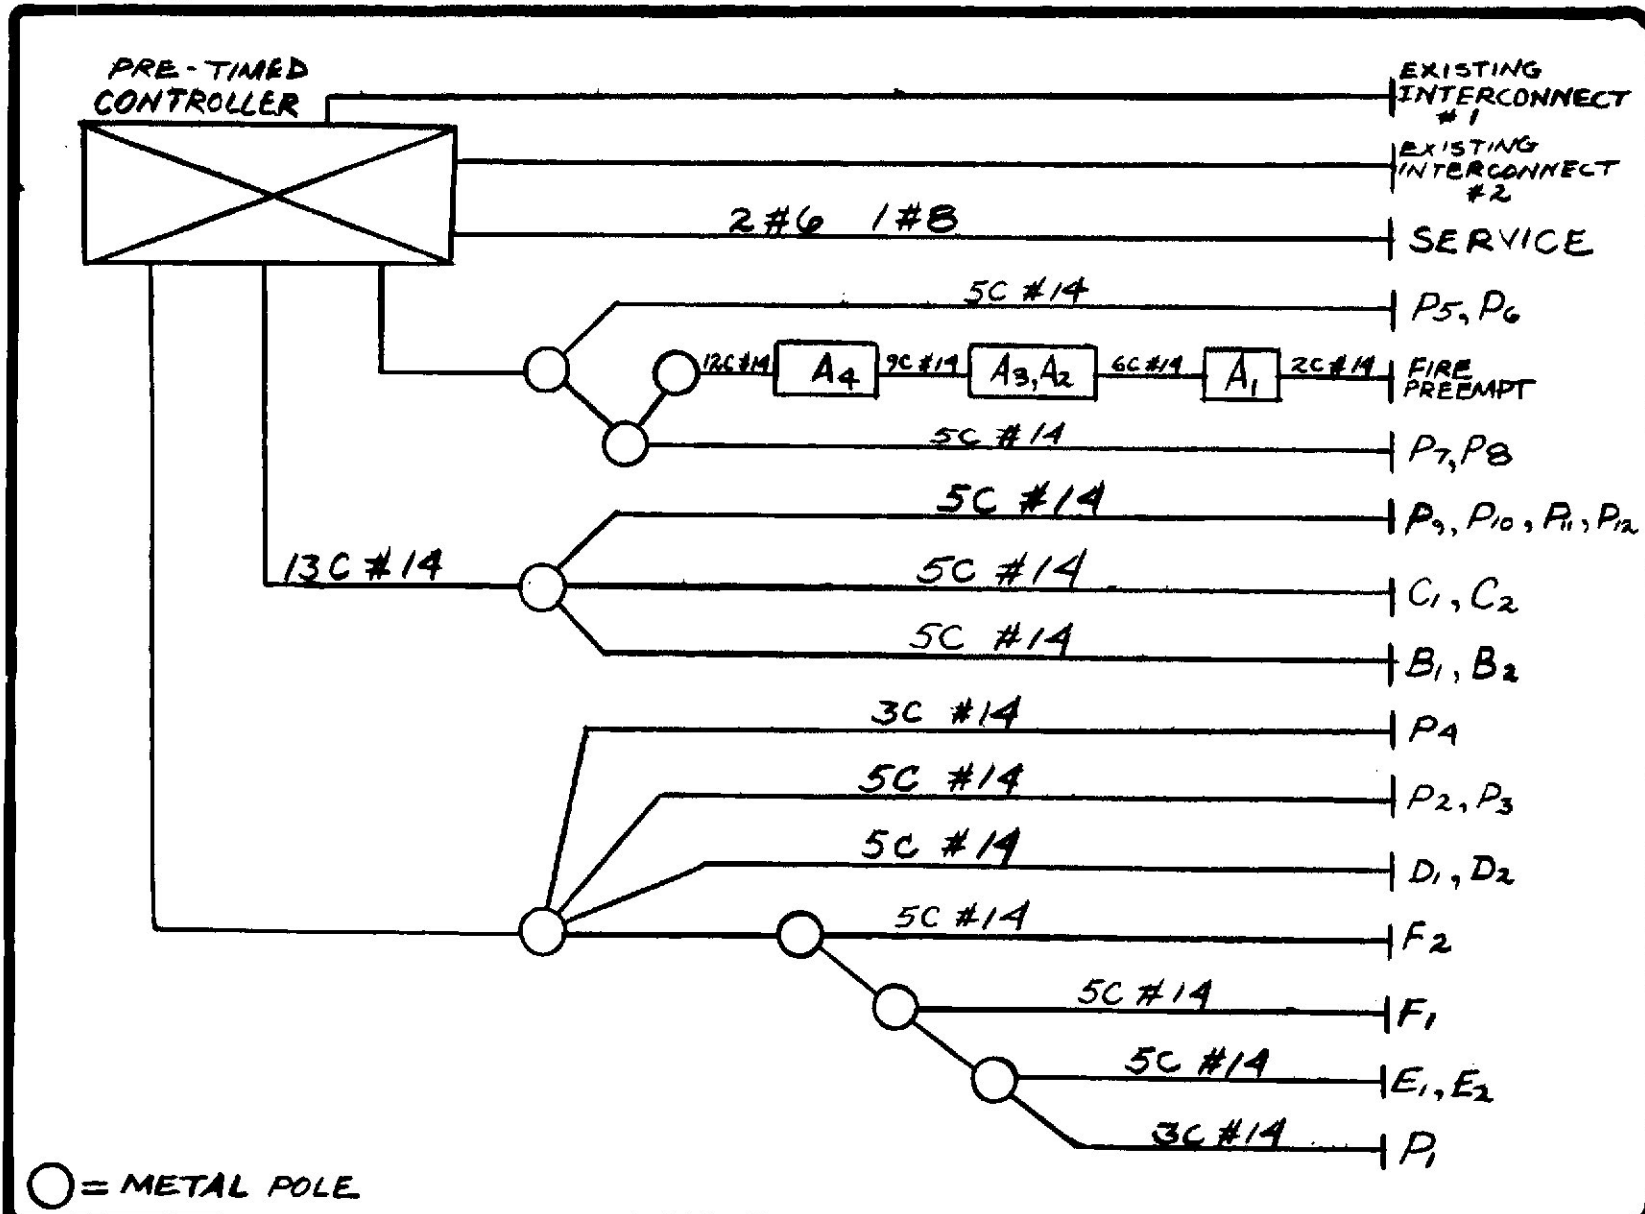 PRE-TIMED
CONTROLLER
EXISTING
INTERCONNECT
#1
EXISTING
INTERCONNECT
#2
2 #6 1 #8
SERVICE
5C #14
P5, P6
12C #14
A4
9C #14
A3, A2
6C #14
A1
2C #14
FIRE
PREEMPT
5C #14
P7, P8
5C #14
P9, P10, P11, P12
13C #14
5C #14
C1, C2
5C #14
B1, B2
3C #14
P4
5C #14
P2, P3
5C #14
D1, D2
5C #14
F2
5C #14
F1
5C #14
E1, E2
3C #14
P1
= METAL POLE